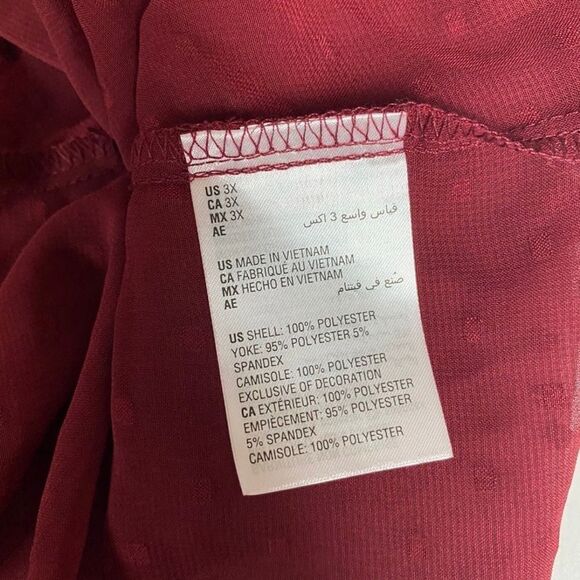 US 3X
CA 3X
MX 3X قياس واسع 3 اكس
AE
US MADE IN VIETNAM
CA FABRIQUÉ AU VIETNAM
MX HECHO EN VIETNAM
AE صُنع في فيتنام
US SHELL: 100% POLYESTER
YOKE: 95% POLYESTER 5%
SPANDEX
CAMISOLE: 100% POLYESTER
EXCLUSIVE OF DECORATION
CA EXTÉRIEUR: 100% POLYESTER
EMPIÈCEMENT: 95% POLYESTER
5% SPANDEX
CAMISOLE: 100% POLYESTER